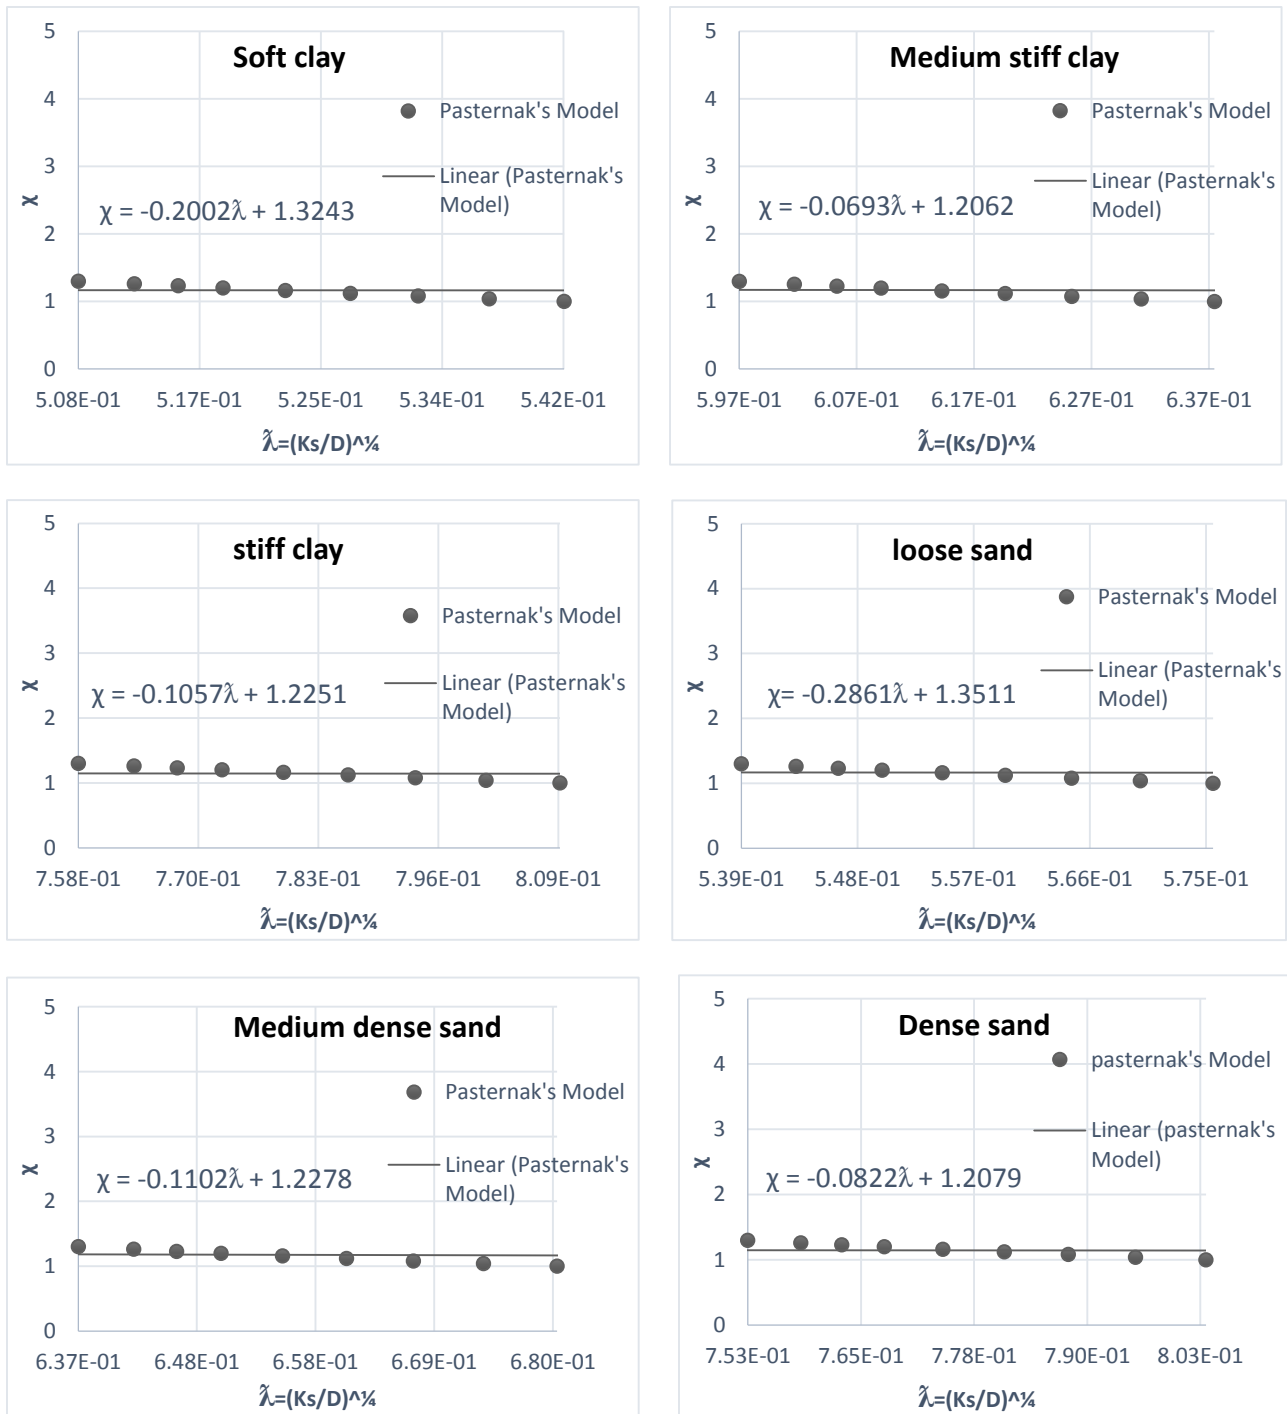 Soft clay
5
4
3
2
1
0
Pasternak's Model
Linear (Pasternak's
Model)
χ = -0.2002λ̃ + 1.3243
χ
5.08E-01 5.17E-01 5.25E-01 5.34E-01 5.42E-01
λ̃=(Ks/D)^¼
Medium stiff clay
5
4
3
2
1
0
Pasternak's Model
Linear (Pasternak's
Model)
χ = -0.0693λ̃ + 1.2062
χ
5.97E-01 6.07E-01 6.17E-01 6.27E-01 6.37E-01
λ̃=(Ks/D)^¼
stiff clay
5
4
3
2
1
0
Pasternak's Model
Linear (Pasternak's
Model)
χ = -0.1057λ̃ + 1.2251
χ
7.58E-01 7.70E-01 7.83E-01 7.96E-01 8.09E-01
λ̃=(Ks/D)^¼
loose sand
5
4
3
2
1
0
Pasternak's Model
Linear (Pasternak's
Model)
χ= -0.2861λ̃ + 1.3511
χ
5.39E-01 5.48E-01 5.57E-01 5.66E-01 5.75E-01
λ̃=(Ks/D)^¼
Medium dense sand
5
4
3
2
1
0
Pasternak's Model
Linear (Pasternak's
Model)
χ = -0.1102λ̃ + 1.2278
χ
6.37E-01 6.48E-01 6.58E-01 6.69E-01 6.80E-01
λ̃=(Ks/D)^¼
Dense sand
5
4
3
2
1
0
pasternak's Model
Linear (pasternak's
Model)
χ = -0.0822λ̃ + 1.2079
χ
7.53E-01 7.65E-01 7.78E-01 7.90E-01 8.03E-01
λ̃=(Ks/D)^¼